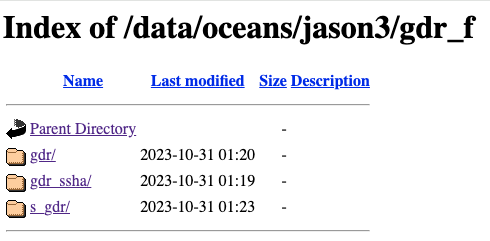 Index of /data/oceans/jason3/gdr_f
Name Last modified Size Description
Parent Directory -
gdr/ 2023-10-31 01:20 -
gdr_ssha/ 2023-10-31 01:19 -
s_gdr/ 2023-10-31 01:23 -